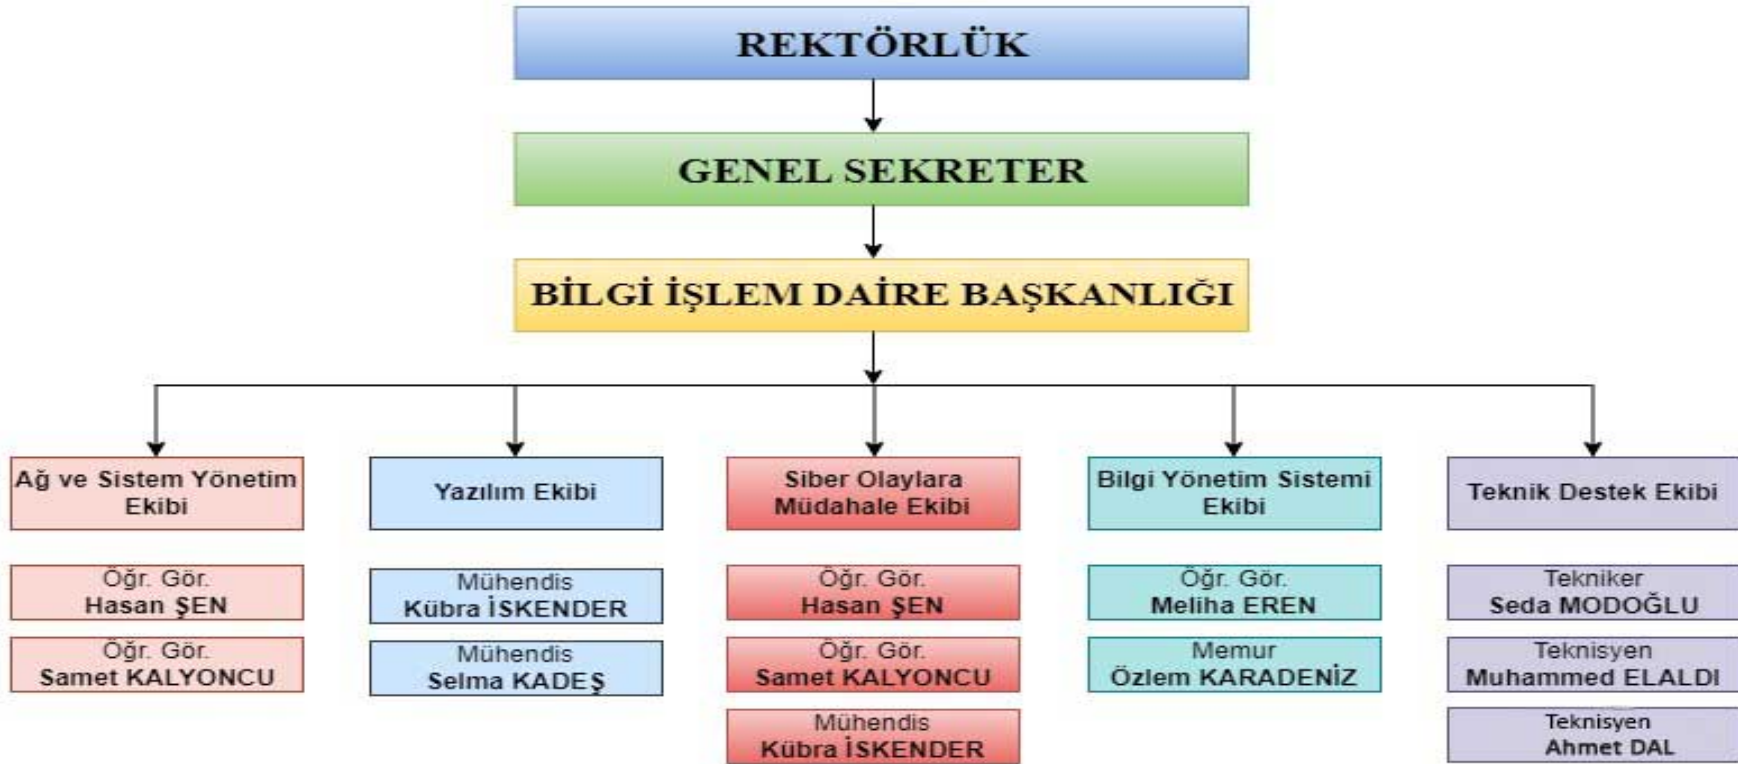 REKTÖRLÜK
GENEL SEKRETER
BİLGİ İŞLEM DAİRE BAŞKANLIĞI
Ağ ve Sistem Yönetim
Ekibi
Öğr. Gör.
Hasan ŞEN
Öğr. Gör.
Samet KALYONCU
Yazılım Ekibi
Mühendis
Kübra İSKENDER
Mühendis
Selma KADEŞ
Siber Olaylara
Müdahale Ekibi
Öğr. Gör.
Hasan ŞEN
Öğr. Gör.
Samet KALYONCU
Mühendis
Kübra İSKENDER
Bilgi Yönetim Sistemi
Ekibi
Öğr. Gör.
Meliha EREN
Memur
Özlem KARADENİZ
Teknik Destek Ekibi
Tekniker
Seda MODOĞLU
Teknisyen
Muhammed ELALDI
Teknisyen
Ahmet DAL